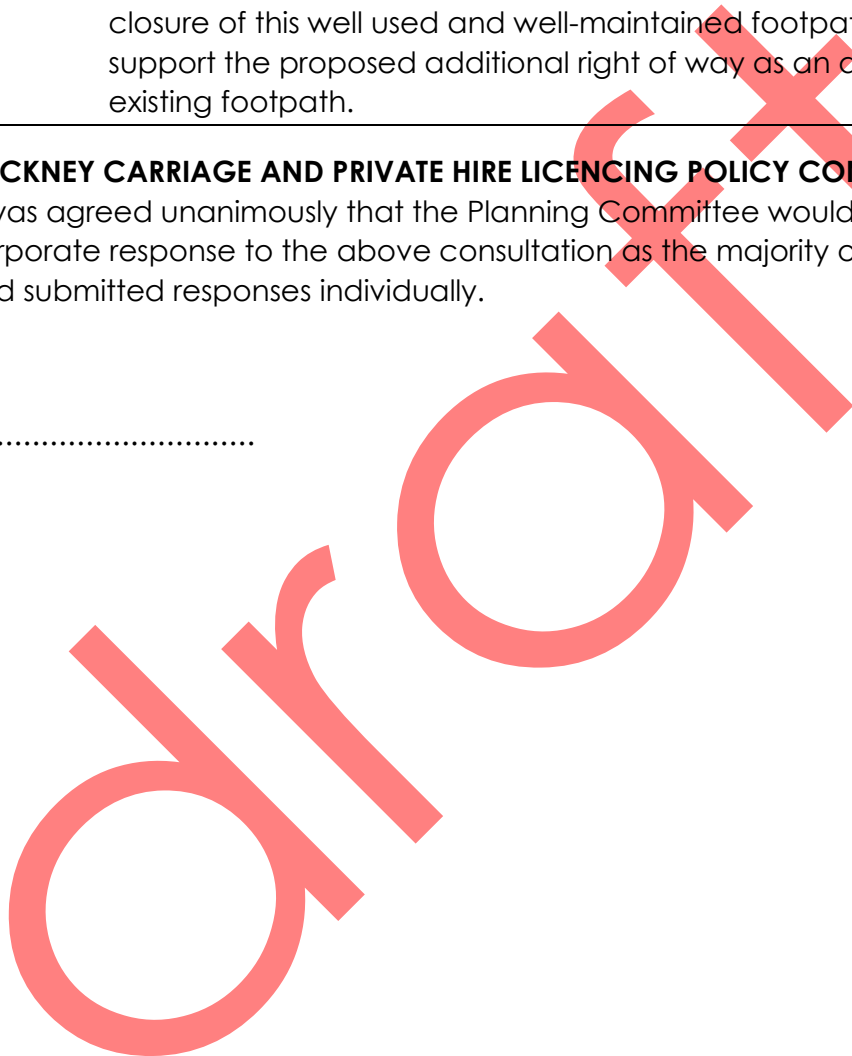 closure of this well used and well-maintained footpat
support the proposed additional right of way as an
existing footpath.
CKNEY CARRIAGE AND PRIVATE HIRE LICENCING POLICY
was agreed unanimously that the Planning Committee would
rporate response to the above consultation as the majority
d submitted responses individually.
..............................
draft